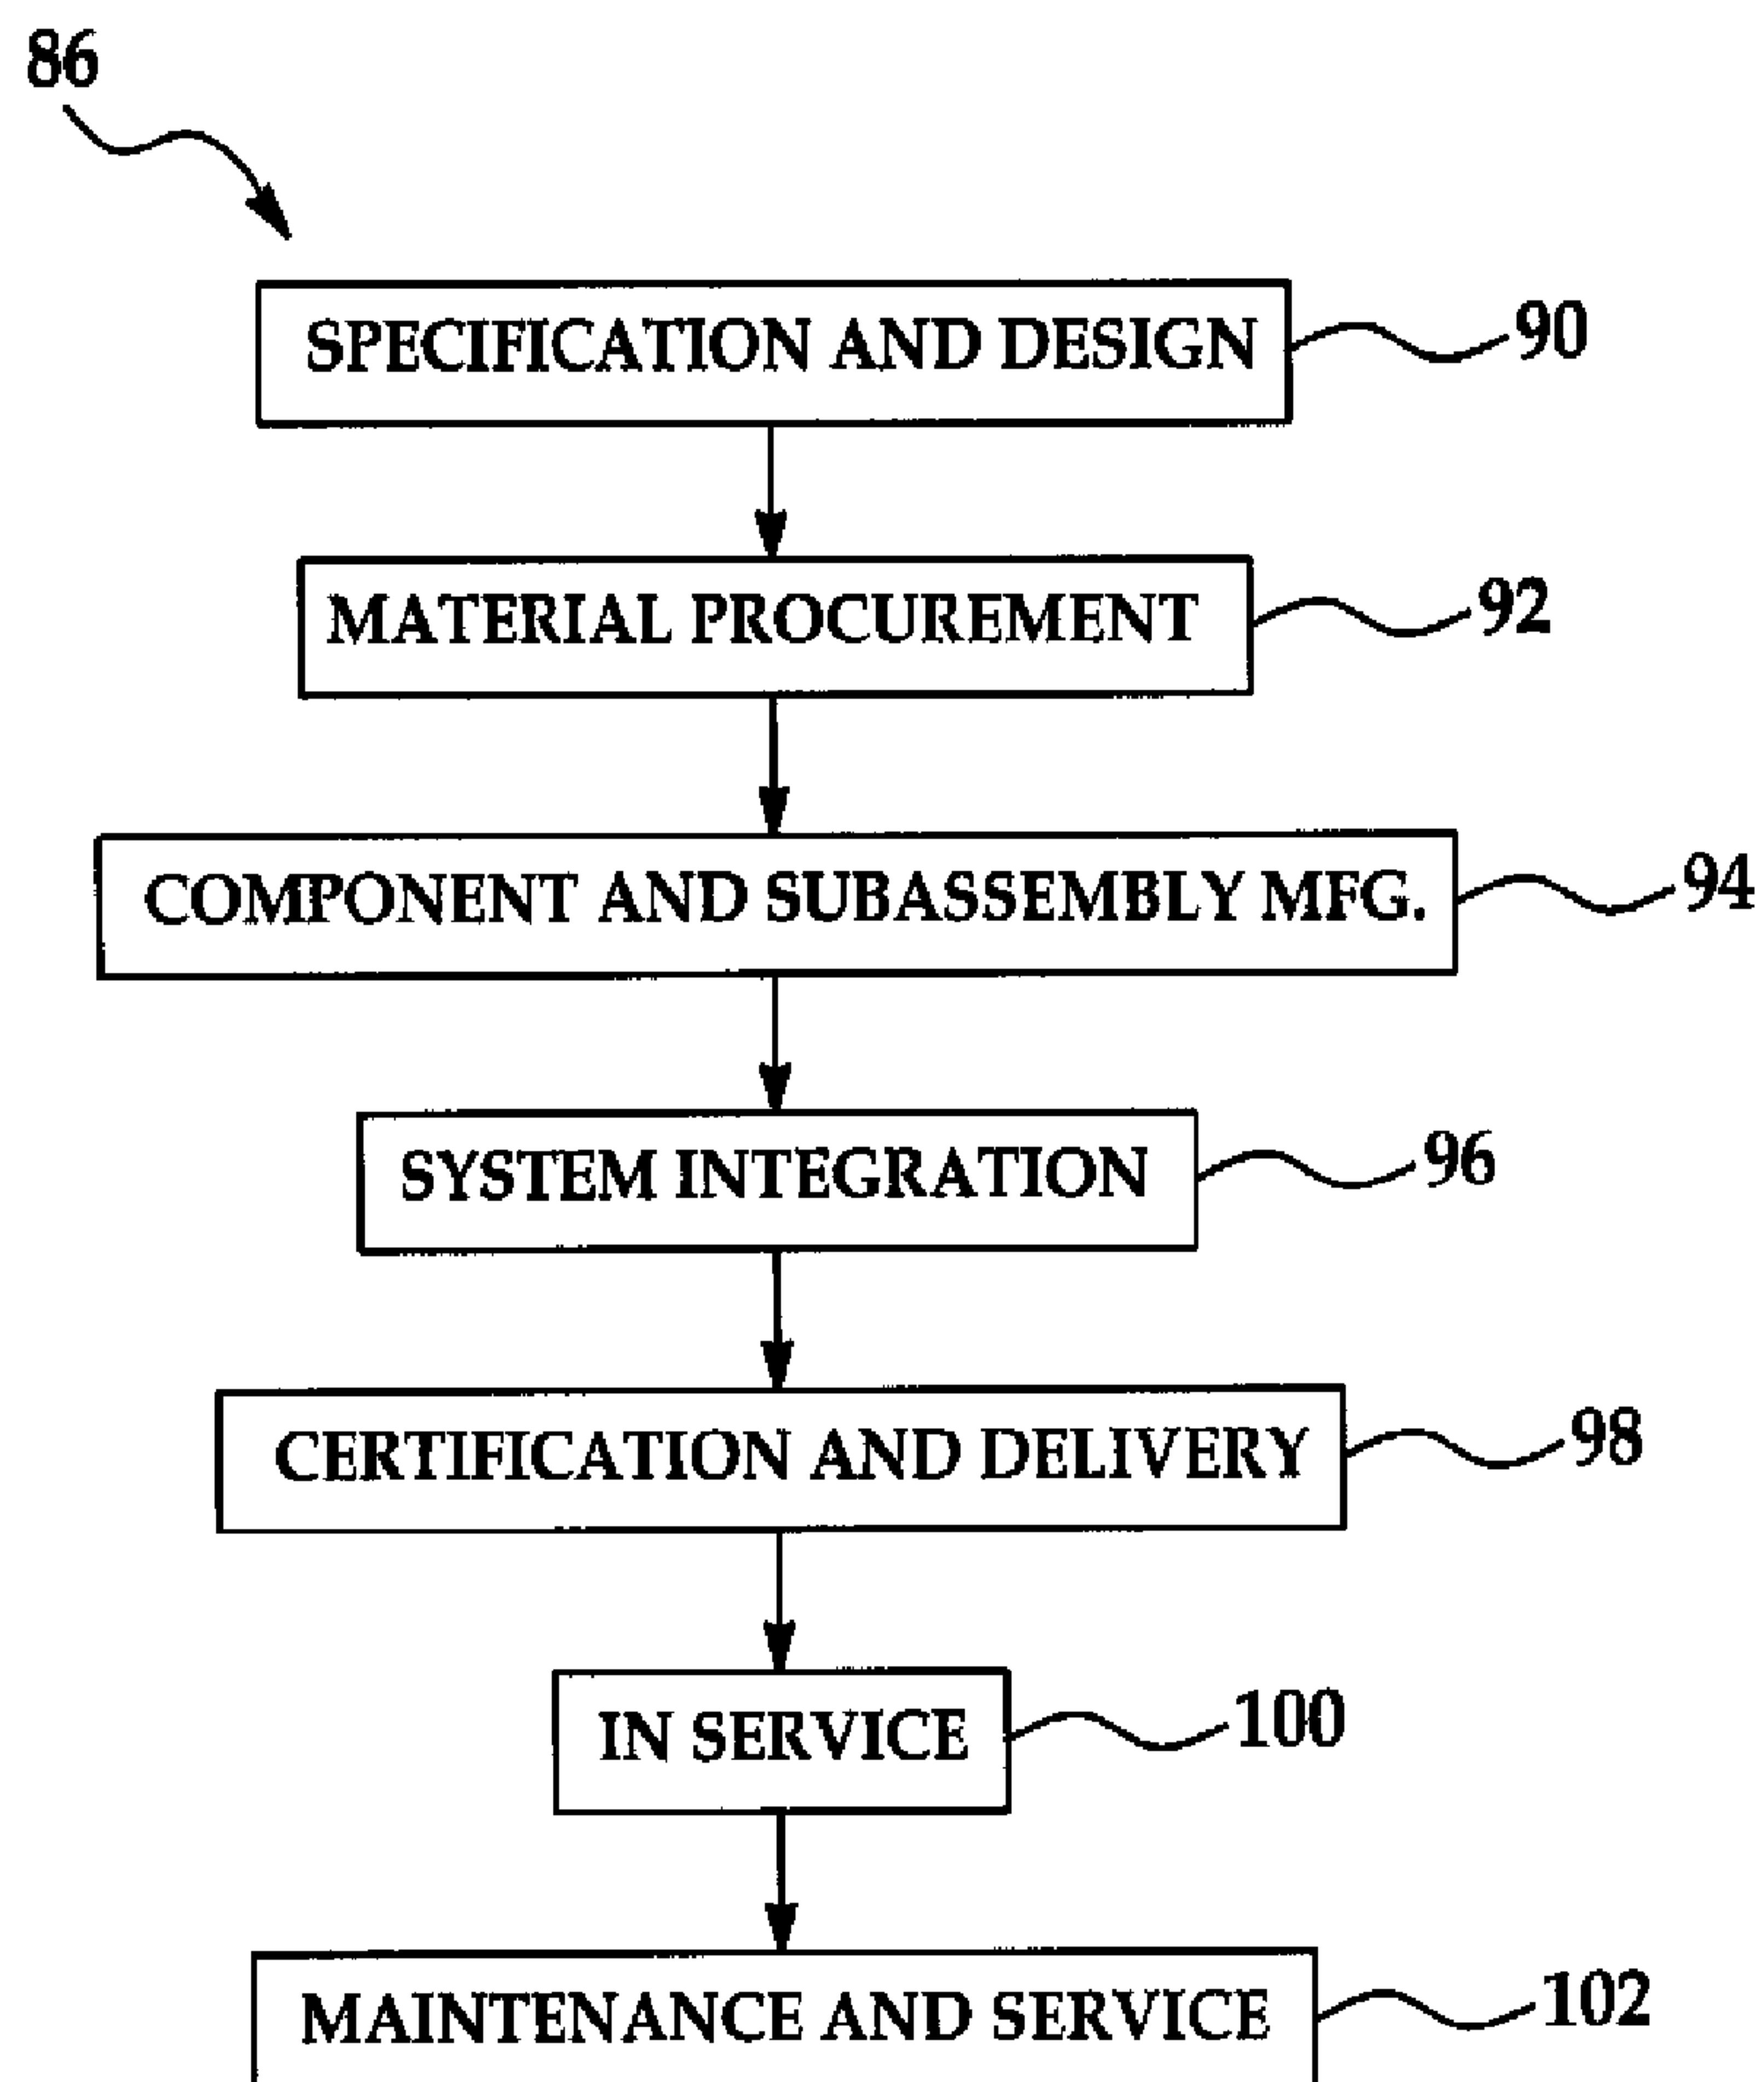 86
SPECIFICATION AND DESIGN 90
MATERIAL PROCUREMENT 92
COMPONENT AND SUBASSEMBLY MFG. 94
SYSTEM INTEGRATION 96
CERTIFICATION AND DELIVERY 98
IN SERVICE 100
MAINTENANCE AND SERVICE 102